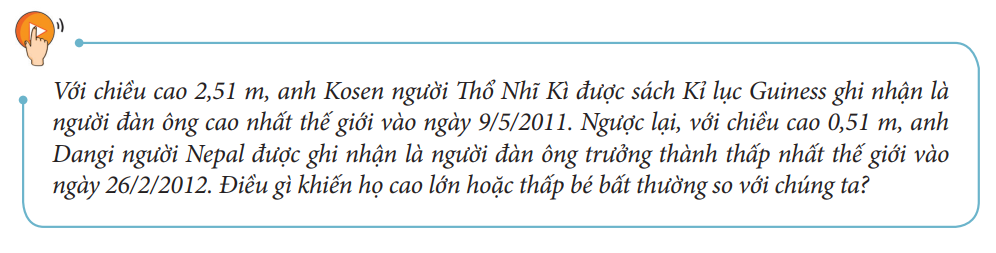 Với chiều cao 2,51 m, anh Kosen người Thổ Nhĩ Kì được sách Kỉ lục Guiness ghi nhận là
người đàn ông cao nhất thế giới vào ngày 9/5/2011. Ngược lại, với chiều cao 0,51 m, anh
Dangi người Nepal được ghi nhận là người đàn ông trưởng thành thấp nhất thế giới vào
ngày 26/2/2012. Điều gì khiến họ cao lớn hoặc thấp bé bất thường so với chúng ta?